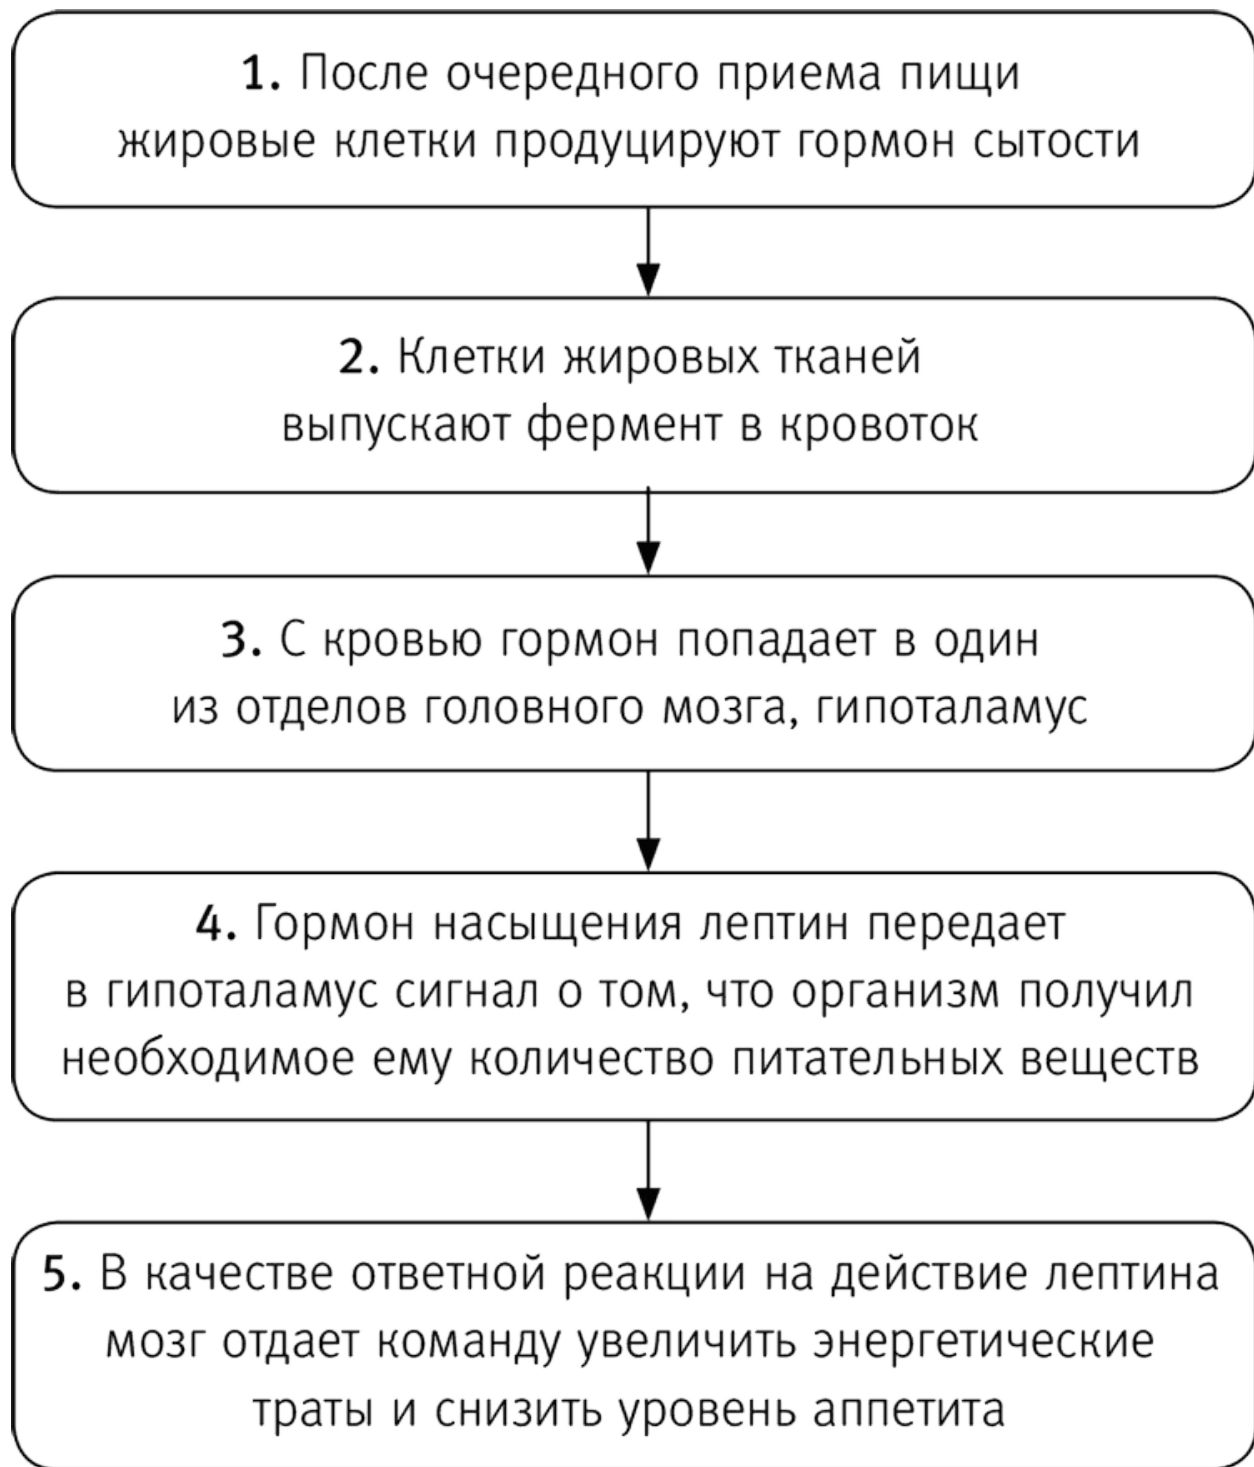 1. После очередного приема пищи
жировые клетки продуцируют гормон сытости
2. Клетки жировых тканей
выпускают фермент в кровоток
3. С кровью гормон попадает в один
из отделов головного мозга, гипоталамус
4. Гормон насыщения лептин передает
в гипоталамус сигнал о том, что организм получил
необходимое ему количество питательных веществ
5. В качестве ответной реакции на действие лептина
мозг отдает команду увеличить энергетические
траты и снизить уровень аппетита